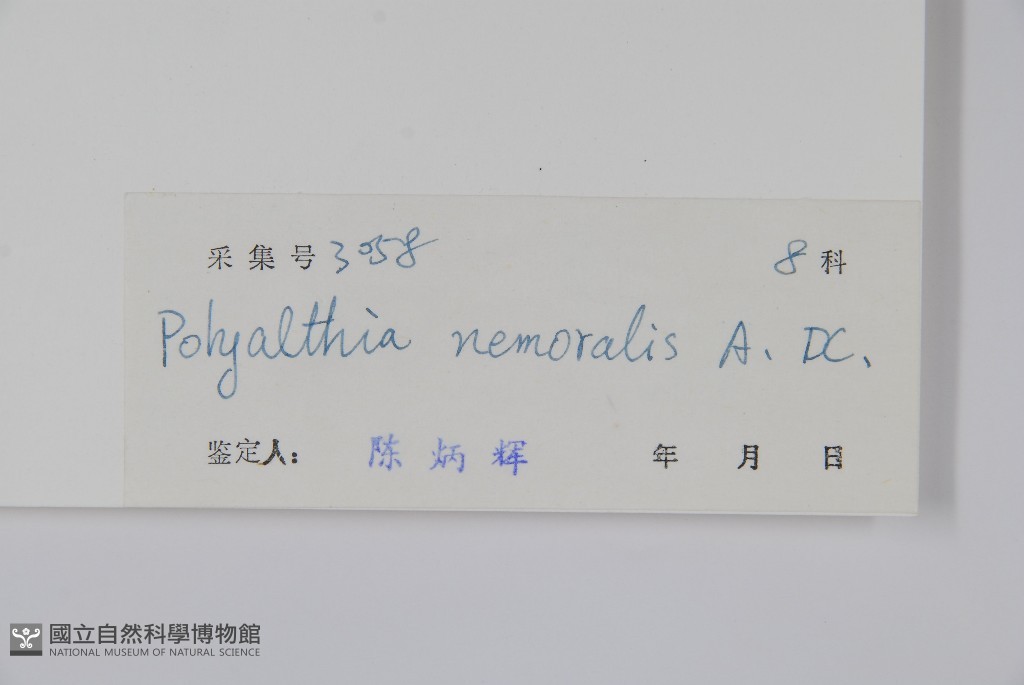 采集号 3058 8 科
Polyalthia nemoralis A. DC.
鉴定人: 陈炳辉 年 月 日
國立自然科學博物館
NATIONAL MUSEUM OF NATURAL SCIENCE